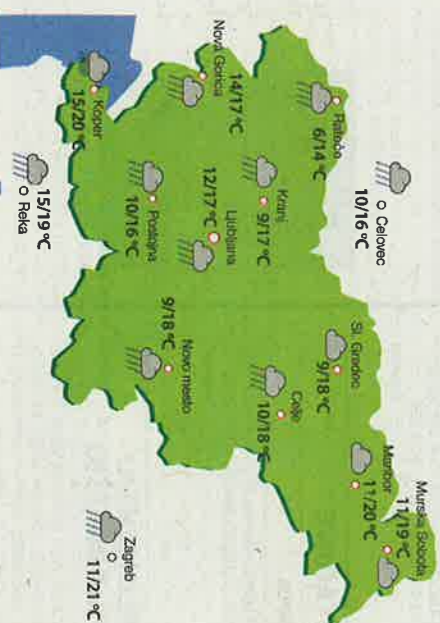 Celovec
10/16 °C
Rateče
6/14 °C
Kranj
9/17 °C
Nova Gorica
14/17 °C
Ljubljana
12/17 °C
Postojna
10/16 °C
Koper
15/20 °C
Reka
15/19 °C
Sl. Gradec
9/18 °C
Celje
10/18 °C
Maribor
11/20 °C
Murska Sobota
11/19 °C
Novo mesto
9/18 °C
Zagreb
11/21 °C